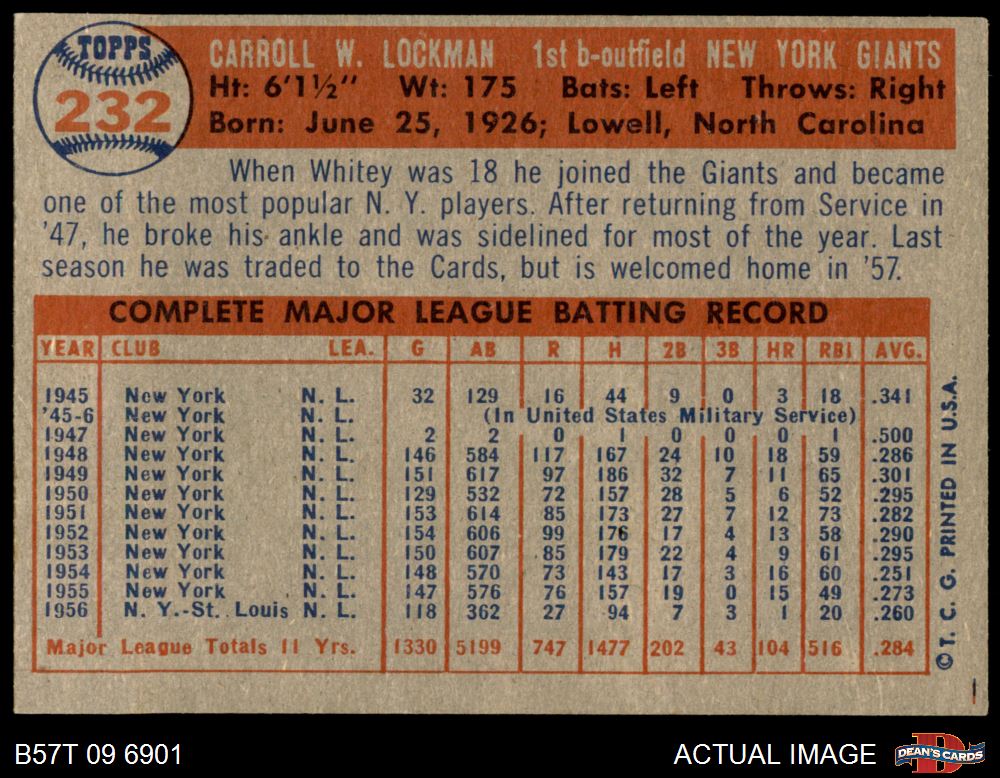 TOPPS
232
CARROLL W. LOCKMAN 1st b-outfield NEW YORK GIANTS
Ht: 6'1½" Wt: 175 Bats: Left Throws: Right
Born: June 25, 1926; Lowell, North Carolina
When Whitey was 18 he joined the Giants and became
one of the most popular N. Y. players. After returning from Service in
'47, he broke his ankle and was sidelined for most of the year. Last
season he was traded to the Cards, but is welcomed home in '57.
COMPLETE MAJOR LEAGUE BATTING RECORD
YEAR CLUB LEA. G AB R H 2B 3B HR RBI AVG.
1945 New York N. L. 32 129 16 44 9 0 3 18 .341
'45-6 New York N. L. (In United States Military Service)
1947 New York N. L. 2 2 0 1 0 0 0 1 .500
1948 New York N. L. 146 584 117 167 24 10 18 59 .286
1949 New York N. L. 151 617 97 186 32 7 11 65 .301
1950 New York N. L. 129 532 72 157 28 5 6 52 .295
1951 New York N. L. 153 614 85 173 27 7 12 73 .282
1952 New York N. L. 154 606 99 176 17 4 13 58 .290
1953 New York N. L. 150 607 85 179 22 4 9 61 .295
1954 New York N. L. 148 570 73 143 17 3 16 60 .251
1955 New York N. L. 147 576 76 157 19 0 15 49 .273
1956 N. Y.-St. Louis N. L. 118 362 27 94 7 3 1 20 .260
Major League Totals 11 Yrs. 1330 5199 747 1477 202 43 104 516 .284
© T. C. G. PRINTED IN U.S.A.
B57T 09 6901 ACTUAL IMAGE
DEAN'S CARDS